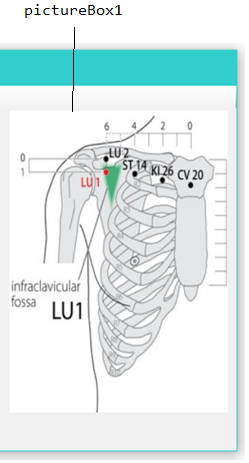 pictureBox1
6 4 2 0
LU 2
0
ST 14
KI 26
CV 20
1
LU 1
infraclavicular
fossa
LU1